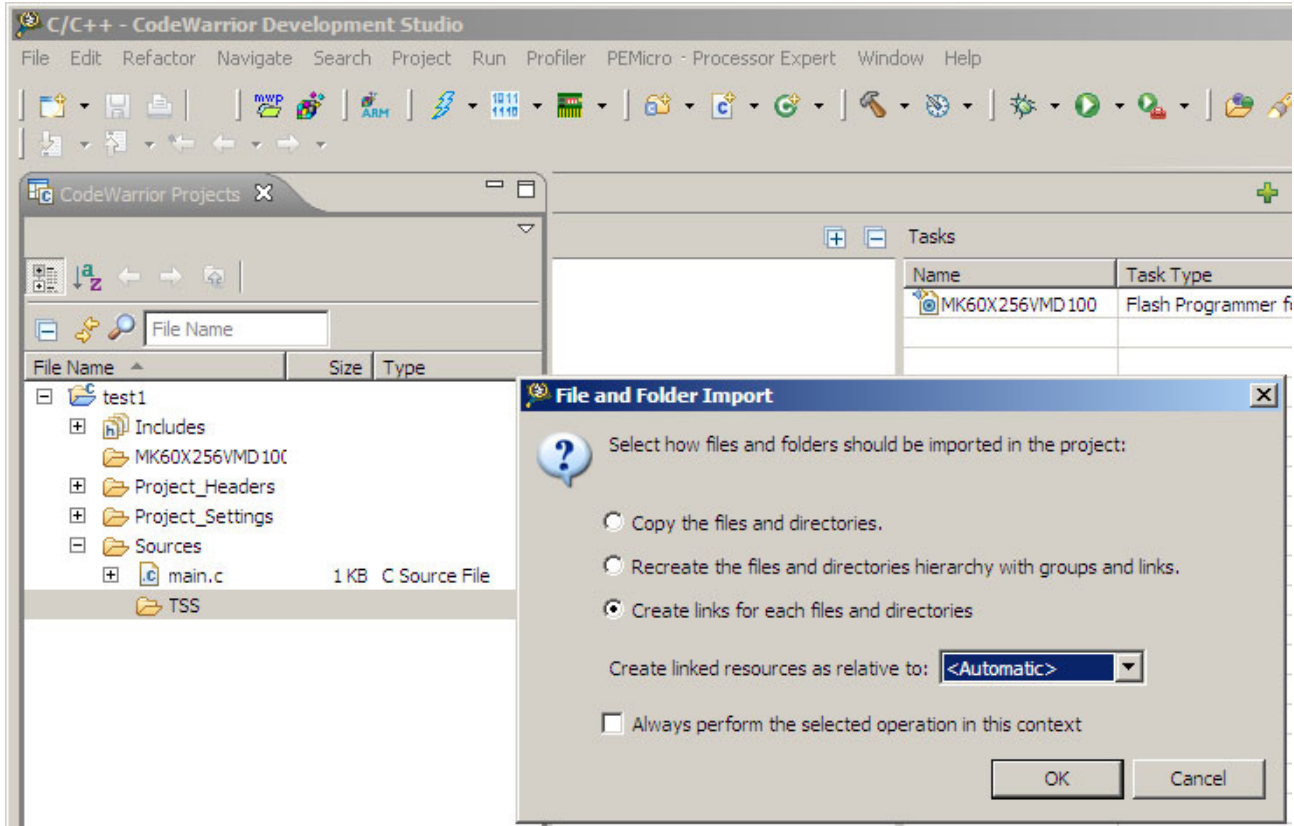 C/C++ - CodeWarrior Development Studio
File Edit Refactor Navigate Search Project Run Profiler PEMicro - Processor Expert Window Help
mwp ARM 1011 1110
CodeWarrior Projects
Tasks
Name Task Type
MK60X256VMD100 Flash Programmer f
File Name
File Name Size Type
test1
Includes
MK60X256VMD10
Project_Headers
Project_Settings
Sources
main.c 1 KB C Source File
TSS
File and Folder Import
Select how files and folders should be imported in the project:
Copy the files and directories.
Recreate the files and directories hierarchy with groups and links.
Create links for each files and directories
Create linked resources as relative to: <Automatic>
Always perform the selected operation in this context
OK Cancel